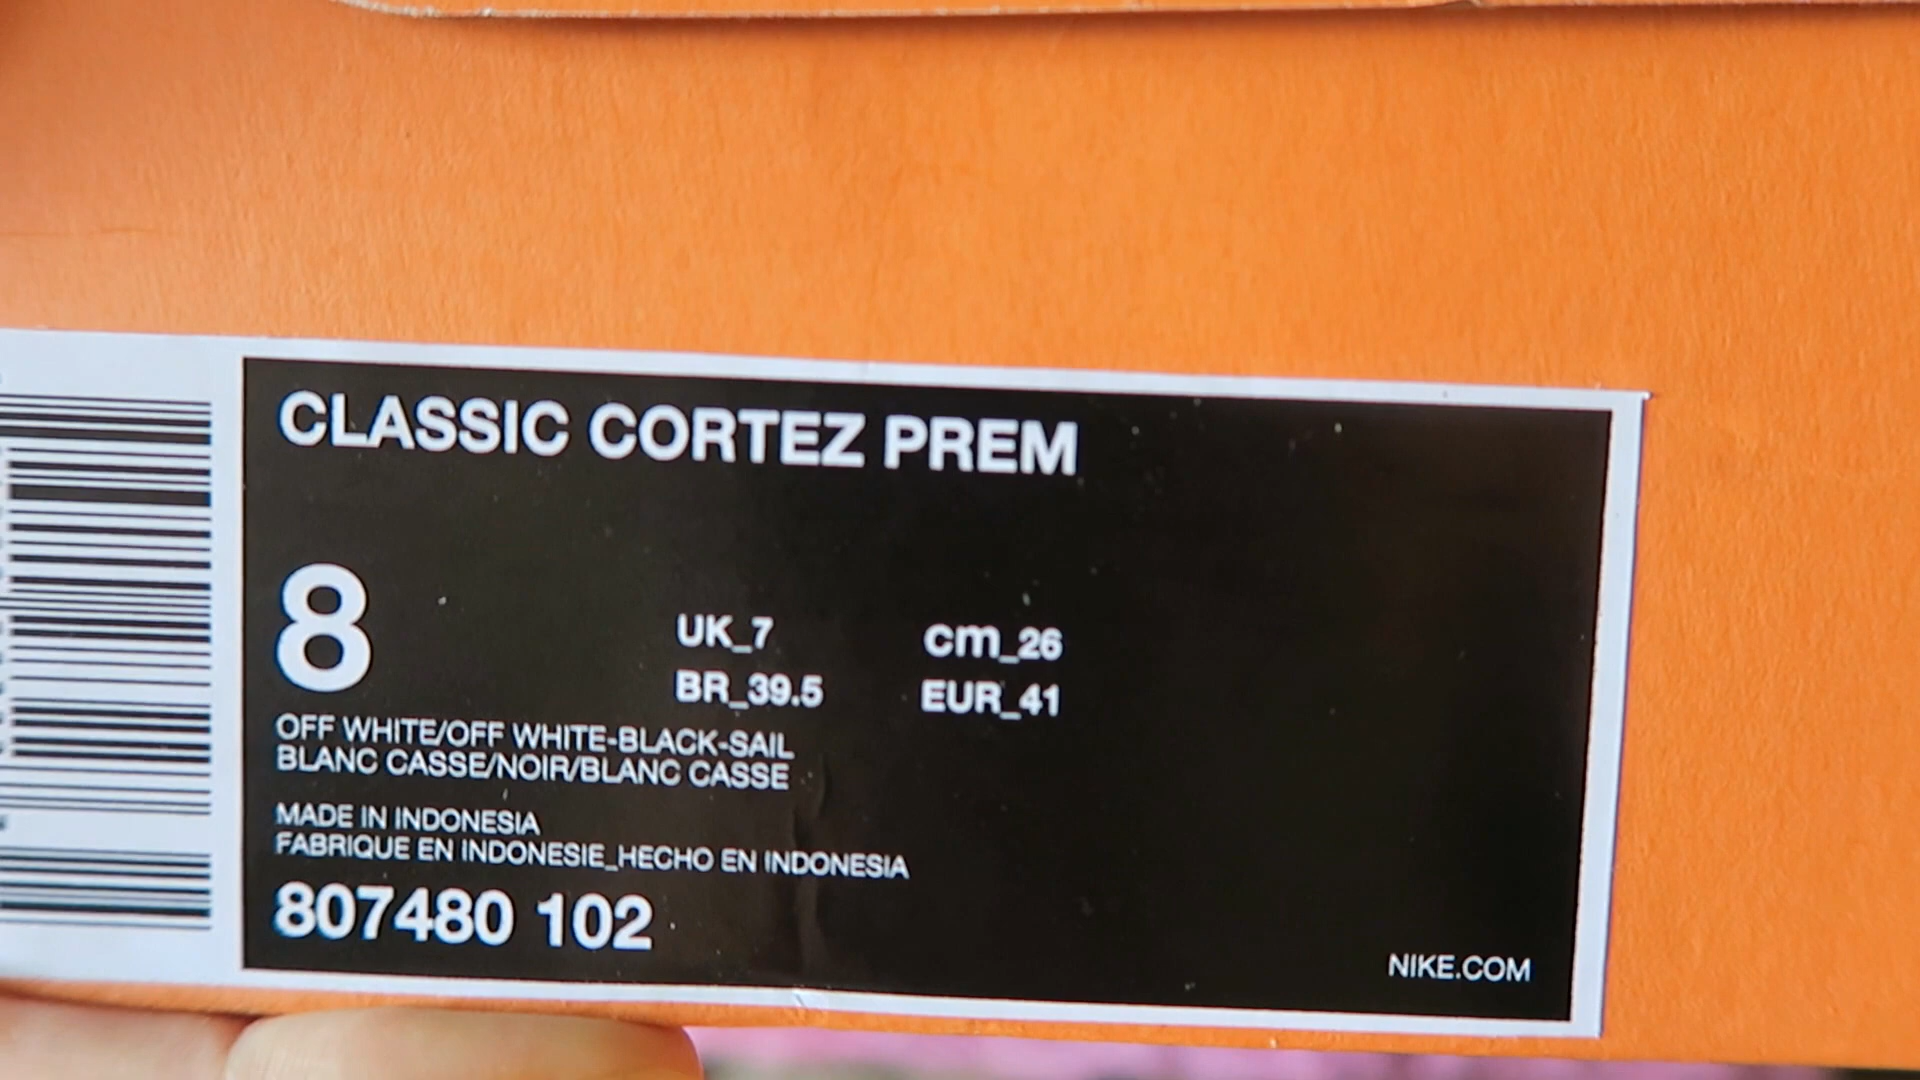 CLASSIC CORTEZ PREM
8
UK_7 cm_26
BR_39.5 EUR_41
OFF WHITE/OFF WHITE-BLACK-SAIL
BLANC CASSE/NOIR/BLANC CASSE
MADE IN INDONESIA
FABRIQUE EN INDONESIE_HECHO EN INDONESIA
807480 102
NIKE.COM